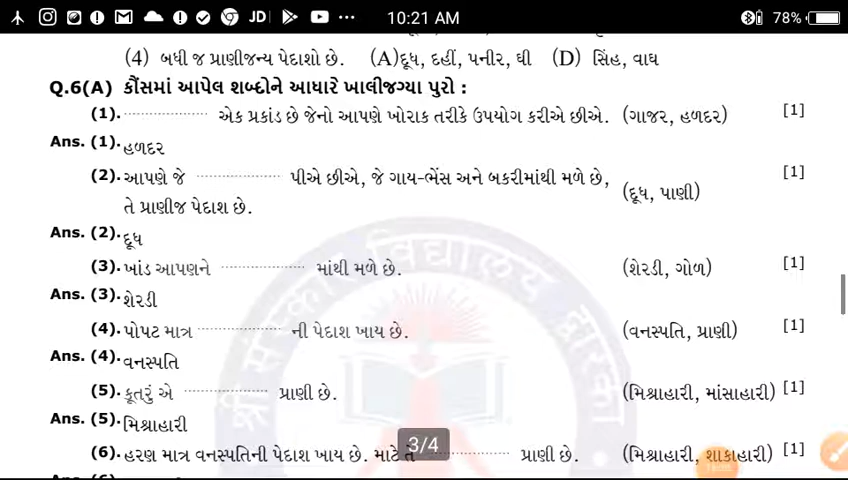 JD
10:21 AM
78%
(4) બધી જ પ્રાણીજન્ય પેદાશો છે. (A)દૂધ, દહીં, પનીર, ઘી (D) સિંહ, વાઘ
Q.6(A) કૌંસમાં આપેલ શબ્દોને આધારે ખાલીજગ્યા પુરો :
(1). ................. એક પ્રકાંડ છે જેનો આપણે ખોરાક તરીકે ઉપયોગ કરીએ છીએ. (ગાજર, હળદર) [1]
Ans. (1). હળદર
(2). આપણે જે ................. પીએ છીએ, જે ગાય-ભેંસ અને બકરીમાંથી મળે છે, (દૂધ, પાણી) [1]
તે પ્રાણીજ પેદાશ છે.
Ans. (2). દૂધ
(3). ખાંડ આપણને ................. માંથી મળે છે. (શેરડી, ગોળ) [1]
Ans. (3). શેરડી
(4). પોપટ માત્ર ................. ની પેદાશ ખાય છે. (વનસ્પતિ, પ્રાણી) [1]
Ans. (4). વનસ્પતિ
(5). કૂતરું એ ................. પ્રાણી છે. (મિશ્રાહારી, માંસાહારી) [1]
Ans. (5). મિશ્રાહારી
(6). હરણ માત્ર વનસ્પતિની પેદાશ ખાય છે. માટે તે ................. પ્રાણી છે. (મિશ્રાહારી, શાકાહારી) [1]
3/4
श्री संस्कार विद्यालय द्वारका